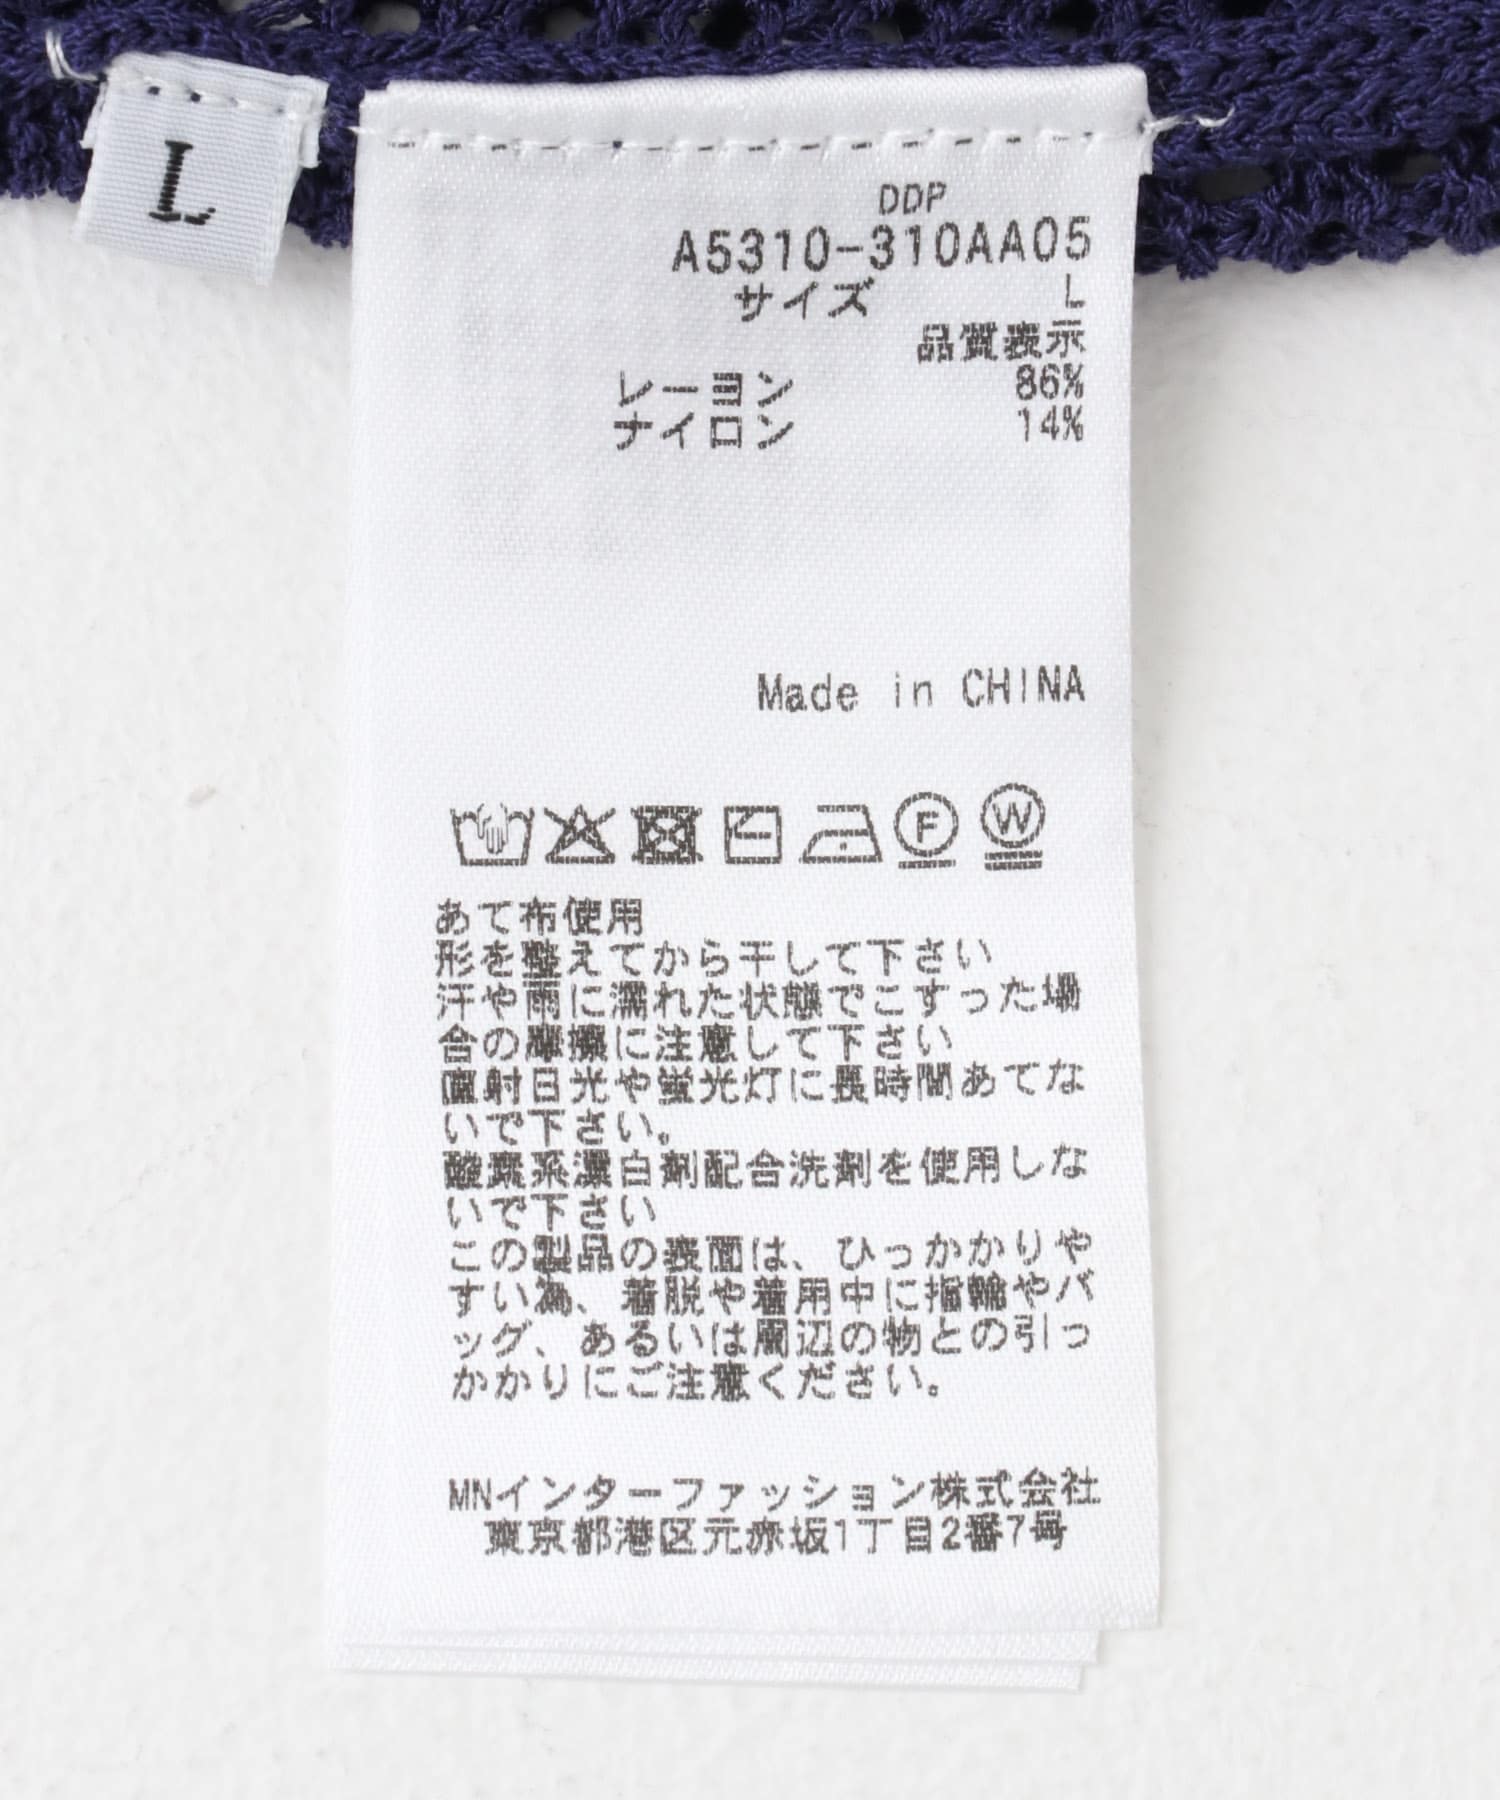 L
DDP
A5310-310AA05
サイズ L
品質表示
レーヨン 86%
ナイロン 14%
Made in CHINA
F W
あて布使用
形を整えてから干して下さい
汗や雨に濡れた状態でこすった場
合の摩擦に注意して下さい
直射日光や蛍光灯に長時間あてな
いで下さい。
酸素系漂白剤配合洗剤を使用しな
いで下さい
この製品の表面は、ひっかかりや
すい為、着脱や着用中に指輪やバ
ッグ、あるいは周辺の物との引っ
かかりにご注意ください。
MNインターファッション株式会社
東京都港区元赤坂1丁目2番7号